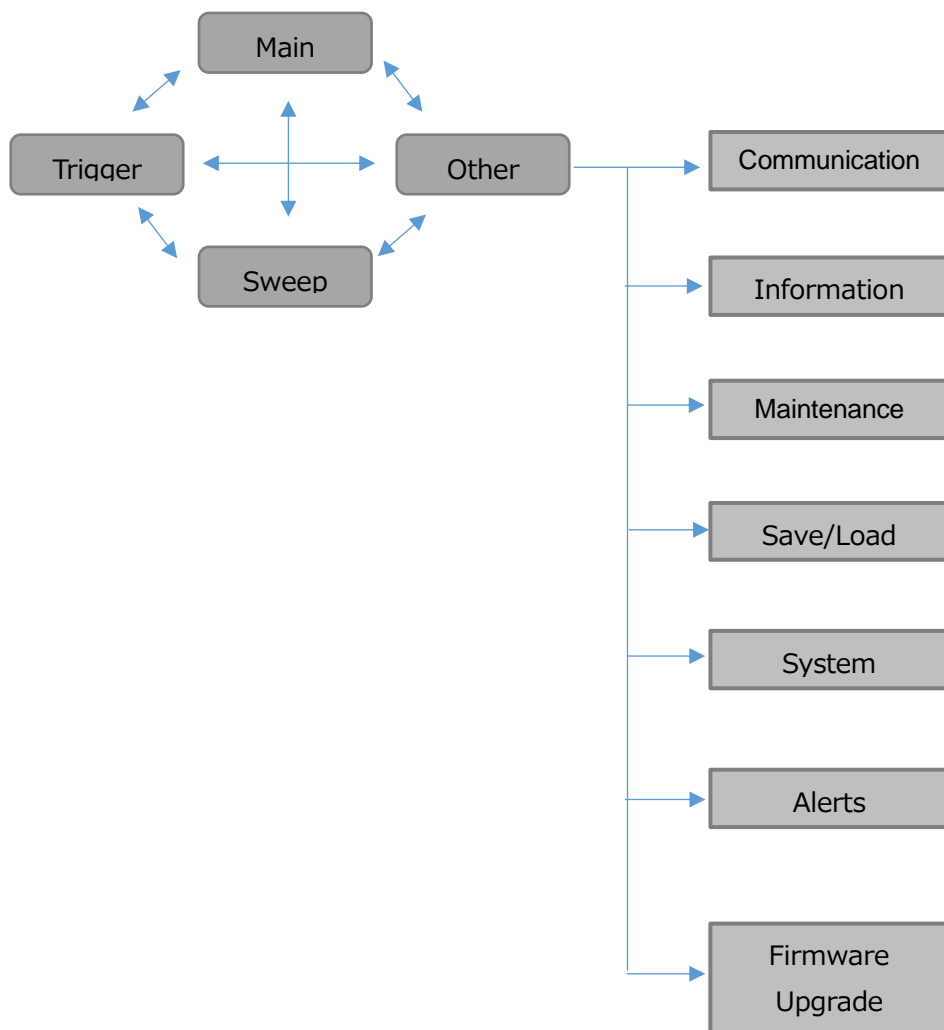 Main
Trigger
Other
Sweep
Communication
Information
Maintenance
Save/Load
System
Alerts
Firmware
Upgrade